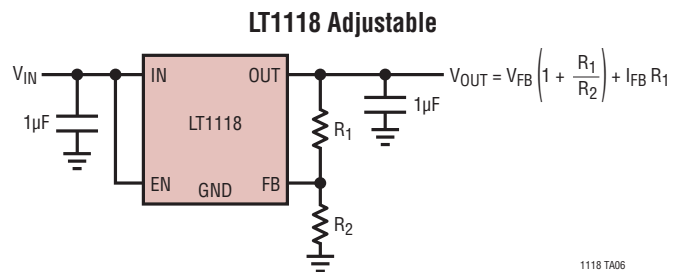 LT1118 Adjustable
V_IN
IN
OUT
V_OUT = V_FB (1 + R_1/R_2) + I_FB R_1
1µF
LT1118
R_1
1µF
EN
GND
FB
R_2
1118 TA06